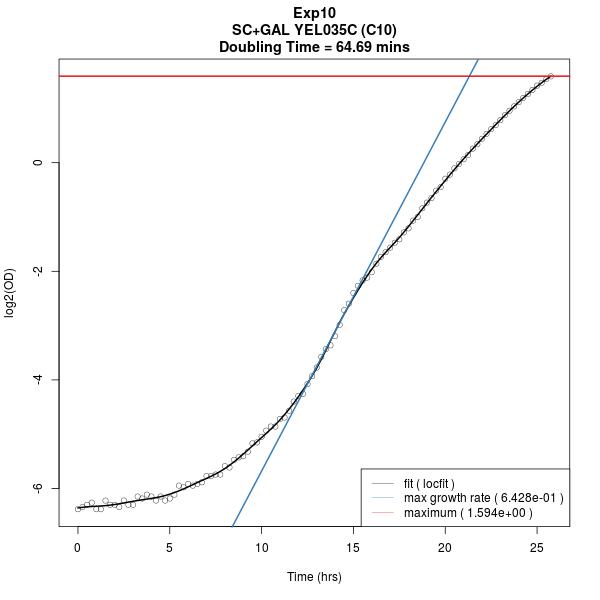 Exp10
SC+GAL YEL035C (C10)
Doubling Time = 64.69 mins
log2(OD)
0
-2
-4
-6
fit ( locfit )
max growth rate ( 6.428e-01 )
maximum ( 1.594e+00 )
0 5 10 15 20 25
Time (hrs)